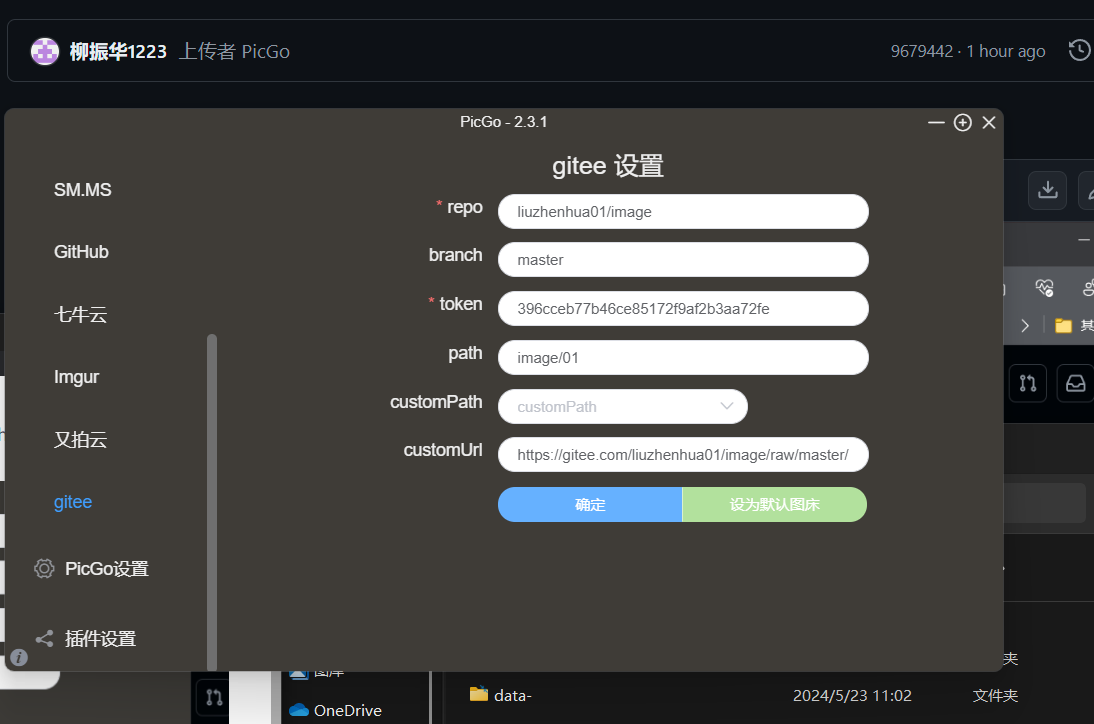 柳振华1223 上传者 PicGo
9679442 · 1 hour ago
PicGo - 2.3.1
gitee 设置
SM.MS
GitHub
七牛云
Imgur
又拍云
gitee
PicGo设置
插件设置
* repo liuzhenhua01/image
branch master
* token 396cceb77b46ce85172f9af2b3aa72fe
path image/01
customPath customPath
customUrl https://gitee.com/liuzhenhua01/image/raw/master/
确定 设为默认图床
其
夹
图库
data- 2024/5/23 11:02 文件夹
OneDrive